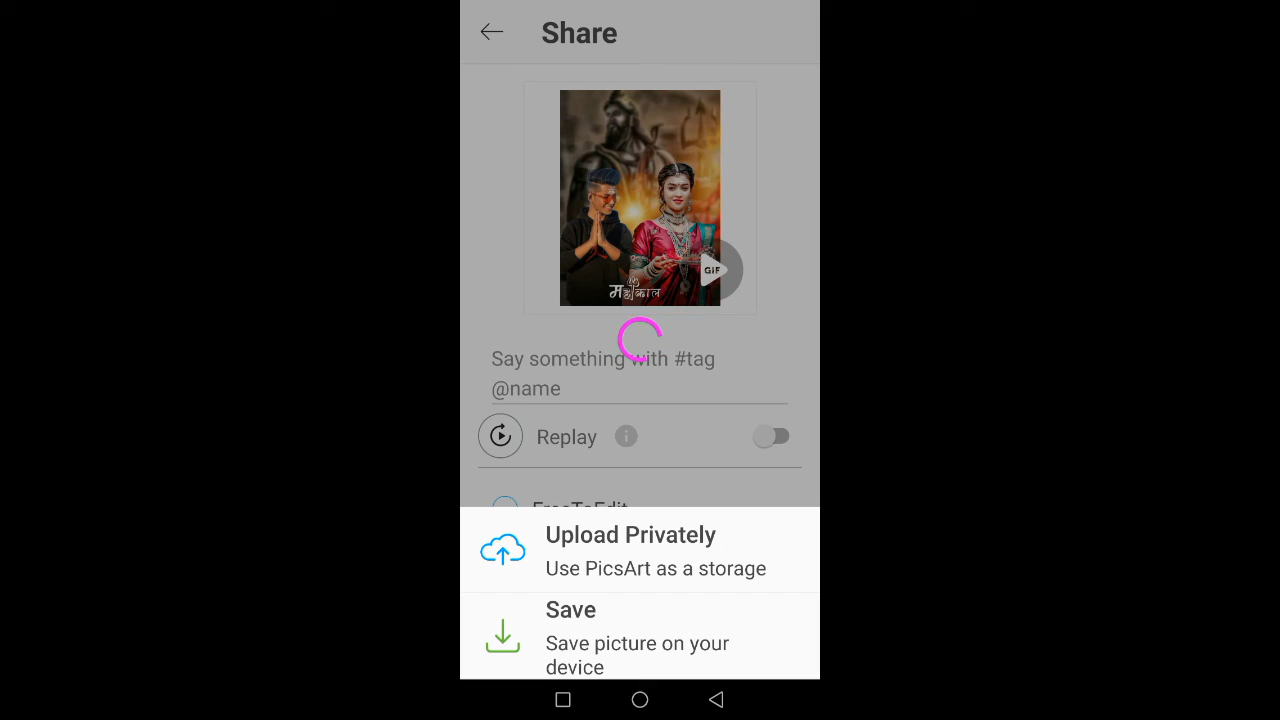 Share
GIF
महाकाल
Say something with #tag
@name
Replay
FreeToEdit
Upload Privately
Use PicsArt as a storage
Save
Save picture on your
device